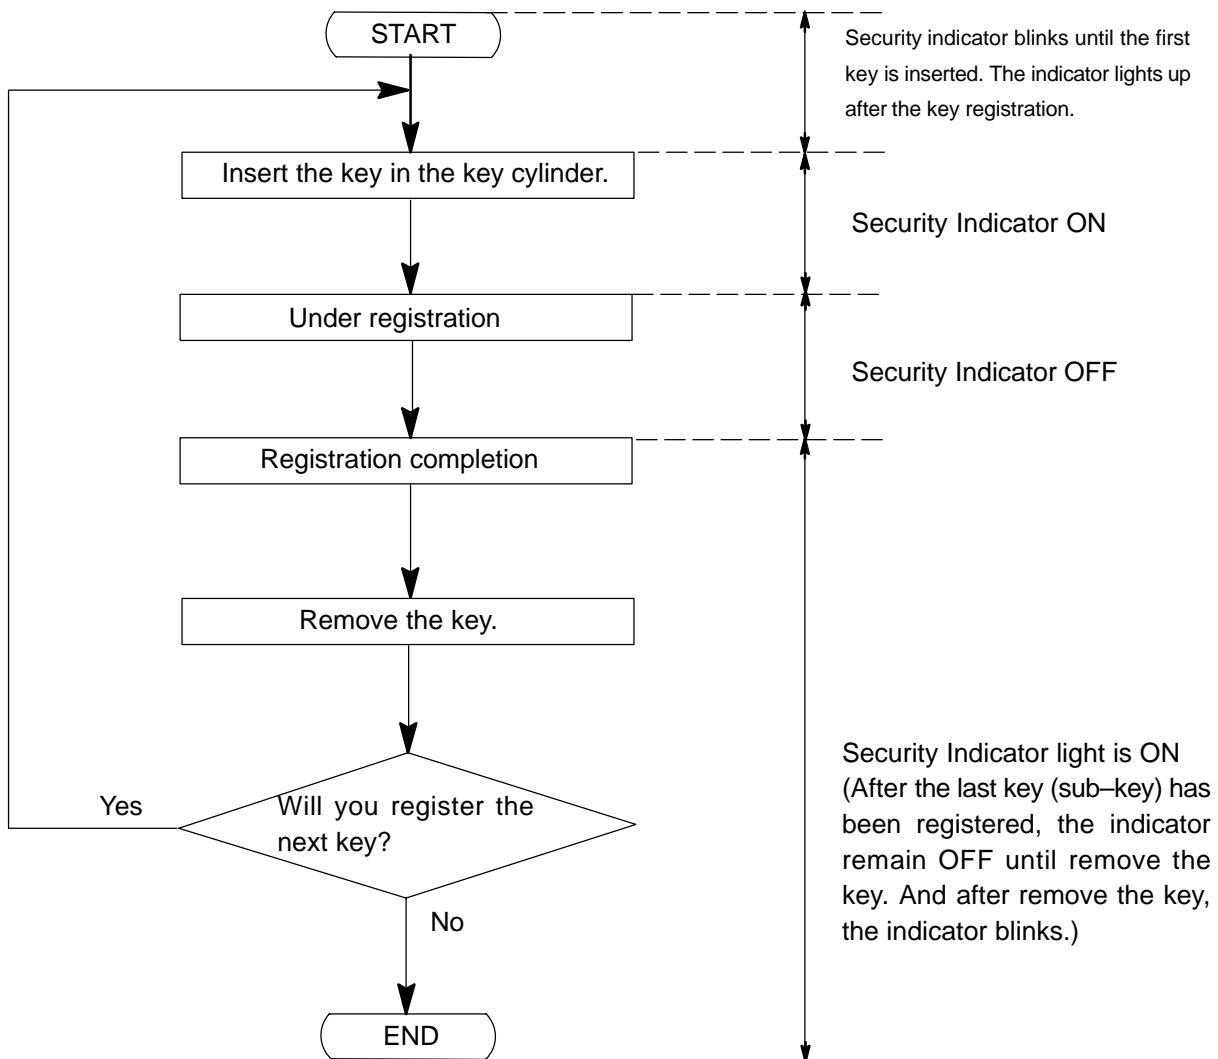 START
Security indicator blinks until the first
key is inserted. The indicator lights up
after the key registration.
Insert the key in the key cylinder.
Security Indicator ON
Under registration
Security Indicator OFF
Registration completion
Remove the key.
Will you register the
next key?
Yes
No
Security Indicator light is ON
(After the last key (sub–key) has
been registered, the indicator
remain OFF until remove the
key. And after remove the key,
the indicator blinks.)
END